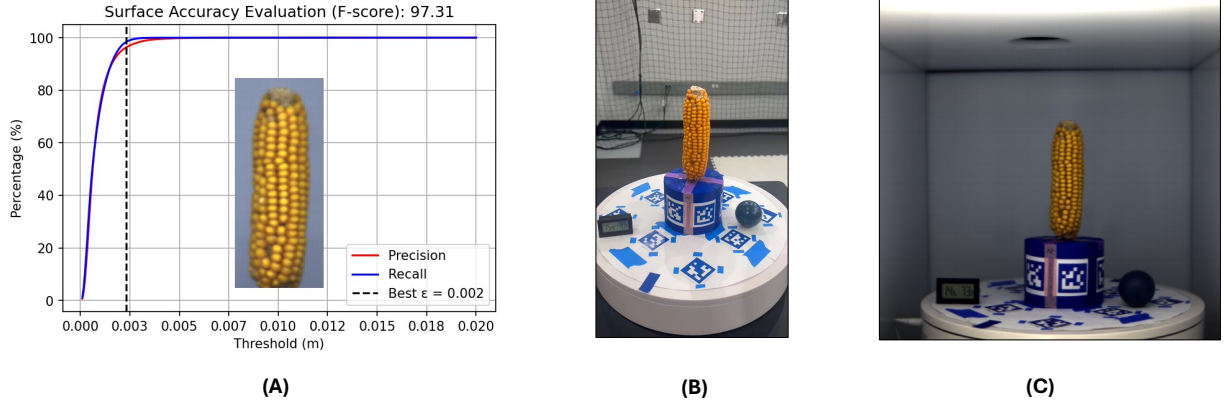 Surface Accuracy Evaluation (F-score): 97.31
Percentage (%)
100
80
60
40
20
0
Precision
Recall
Best ε = 0.002
0.000 0.003 0.005 0.007 0.010 0.012 0.015 0.018 0.020
Threshold (m)
(A)
(B)
(C)